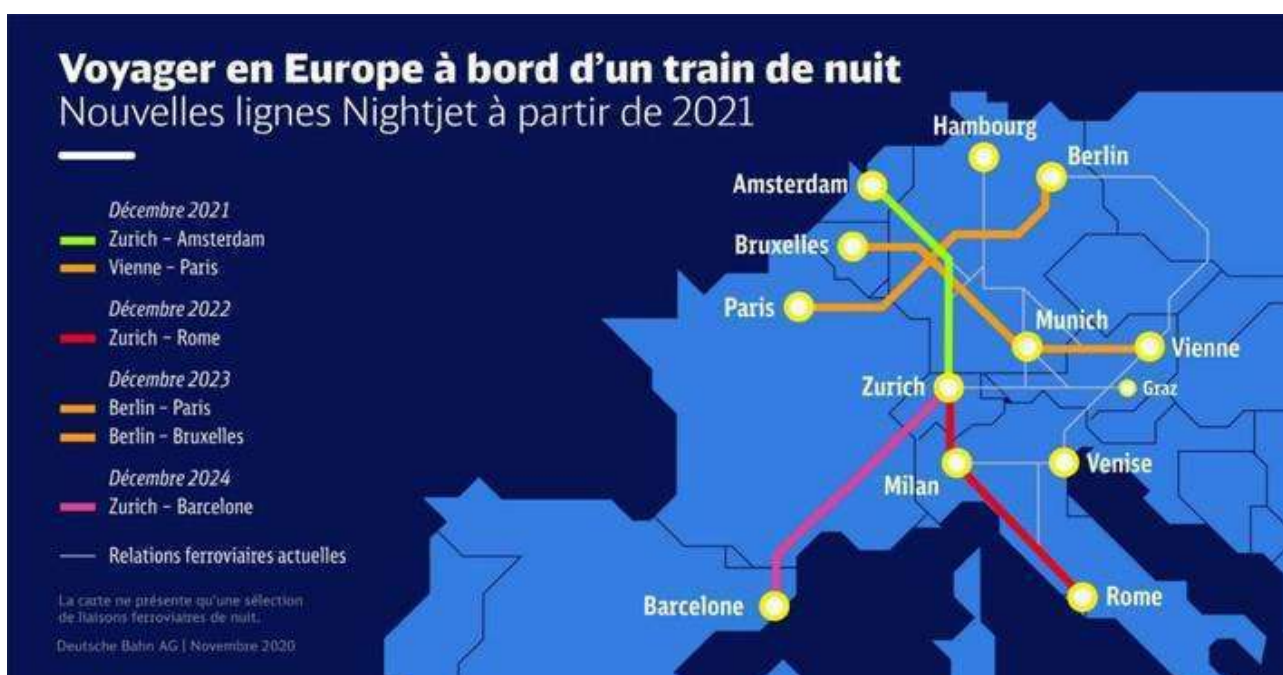 Voyager en Europe à bord d’un train de nuit
Nouvelles lignes Nightjet à partir de 2021
Décembre 2021
Zurich – Amsterdam
Vienne – Paris
Décembre 2022
Zurich – Rome
Décembre 2023
Berlin – Paris
Berlin – Bruxelles
Décembre 2024
Zurich – Barcelone
Relations ferroviaires actuelles
La carte ne présente qu’une sélection
de liaisons ferroviaires de nuit.
Deutsche Bahn AG | Novembre 2020
Hambourg
Berlin
Amsterdam
Bruxelles
Paris
Munich
Vienne
Zurich
Graz
Milan
Venise
Barcelone
Rome